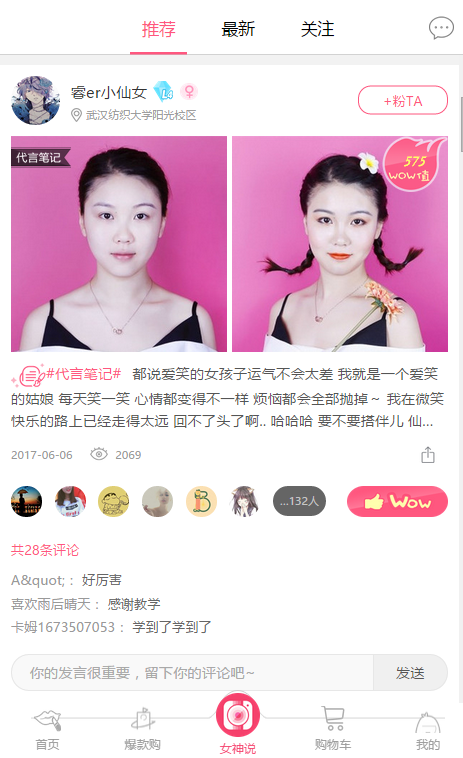 推荐 最新 关注
睿er小仙女 L3
武汉纺织大学阳光校区
+粉TA
代言笔记
575
WOW值
#代言笔记# 都说爱笑的女孩子运气不会太差 我就是一个爱笑
的姑娘 每天笑一笑 心情都变得不一样 烦恼都会全部抛掉～ 我在微笑
快乐的路上已经走得太远 回不了头了啊.. 哈哈哈 要不要搭伴儿 仙...
2017-06-06 2069
...132人 Wow
共28条评论
A&quot;： 好厉害
喜欢雨后晴天： 感谢教学
卡姆1673507053： 学到了学到了
你的发言很重要，留下你的评论吧～ 发送
首页 爆款购 女神说 购物车 我的